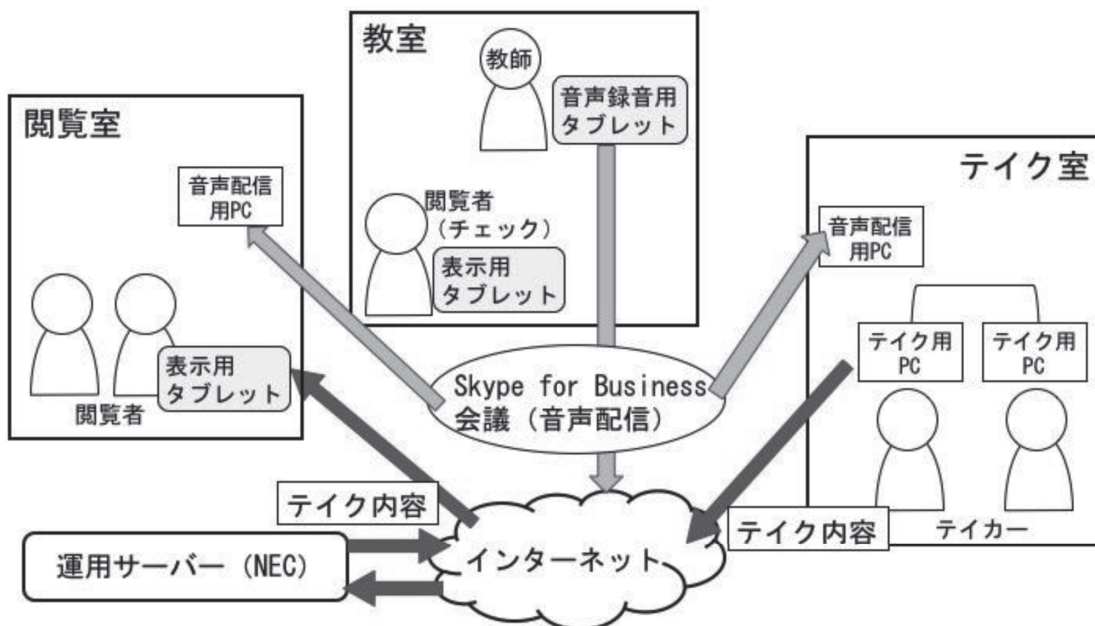 教室
教師
音声録音用
タブレット
閲覧者
（チェック）
表示用
タブレット
閲覧室
音声配信
用PC
表示用
タブレット
閲覧者
テイク室
音声配信
用PC
テイク用
PC
テイク用
PC
テイカー
Skype for Business
会議（音声配信）
テイク内容
テイク内容
インターネット
運用サーバー（NEC）